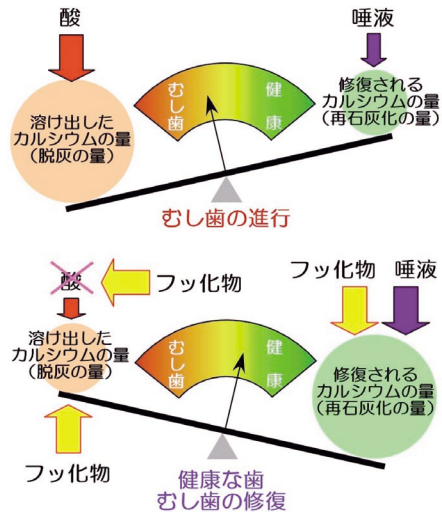 酸
唾液
むし歯
健康
溶け出した
カルシウムの量
(脱灰の量)
修復される
カルシウムの量
(再石灰化の量)
むし歯の進行
酸
フッ化物
フッ化物
唾液
むし歯
健康
溶け出した
カルシウムの量
(脱灰の量)
修復される
カルシウムの量
(再石灰化の量)
フッ化物
健康な歯
むし歯の修復